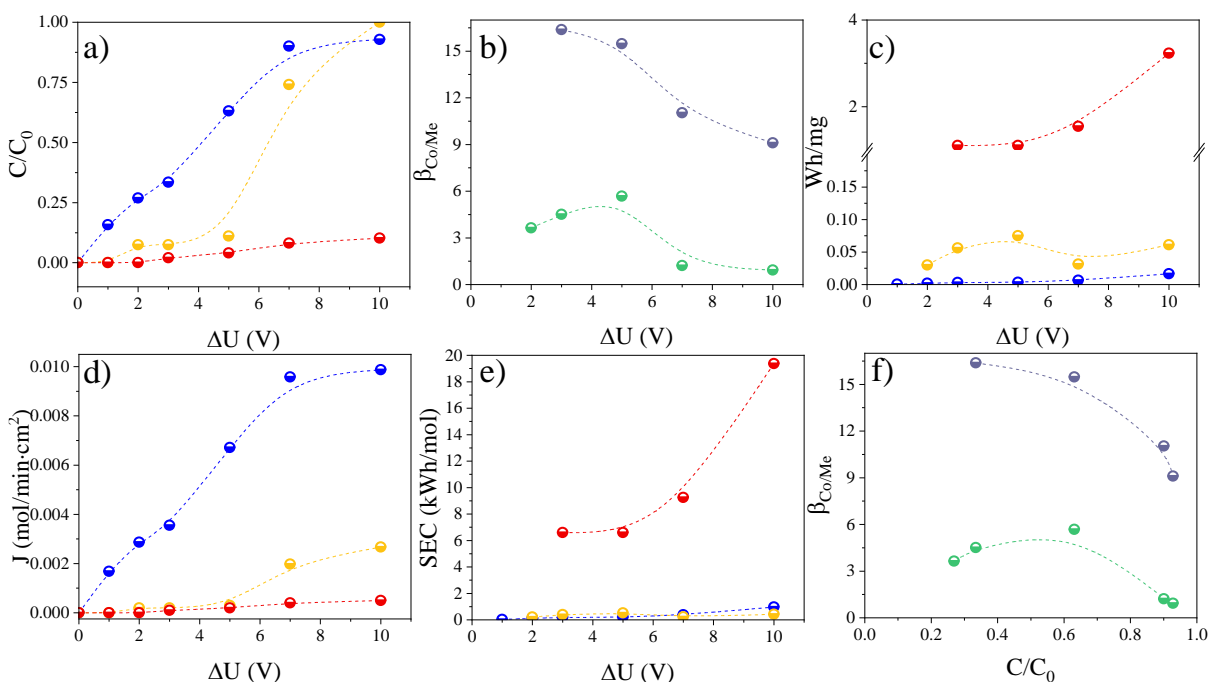 a)
1.00
0.75
0.50
0.25
0.00
C/C₀
0 2 4 6 8 10
ΔU (V)
b)
15
12
9
6
3
0
β_Co/Me
2 4 6 8 10
ΔU (V)
c)
4
2
0.15
0.10
0.05
0.00
Wh/mg
0 2 4 6 8 10
ΔU (V)
d)
0.010
0.008
0.006
0.004
0.002
0.000
J (mol/min·cm²)
0 2 4 6 8 10
ΔU (V)
e)
20
18
16
14
12
10
8
6
4
2
0
SEC (kWh/mol)
0 2 4 6 8 10
ΔU (V)
f)
15
12
9
6
3
0
β_Co/Me
0.0 0.2 0.4 0.6 0.8 1.0
C/C₀